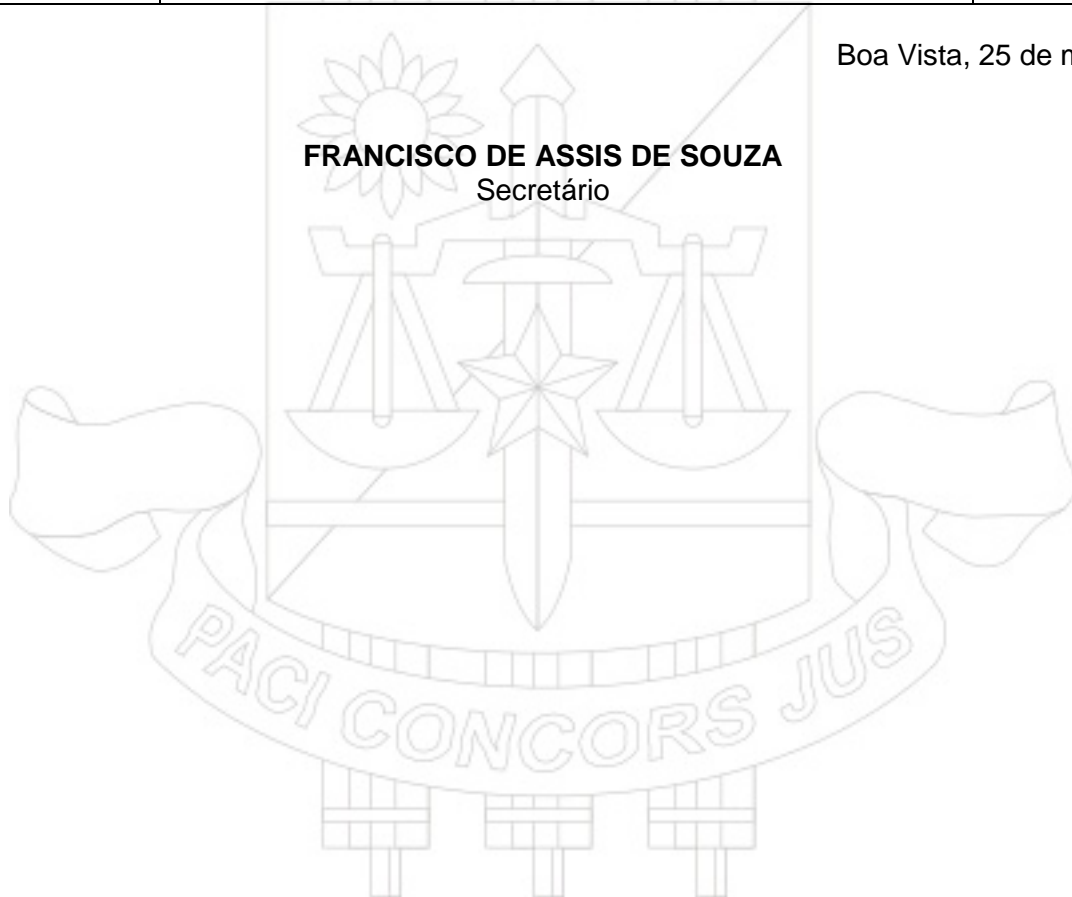 Boa Vista, 25 de
FRANCISCO DE ASSIS DE SOUZA
Secretário
PACI CONCORS JUS